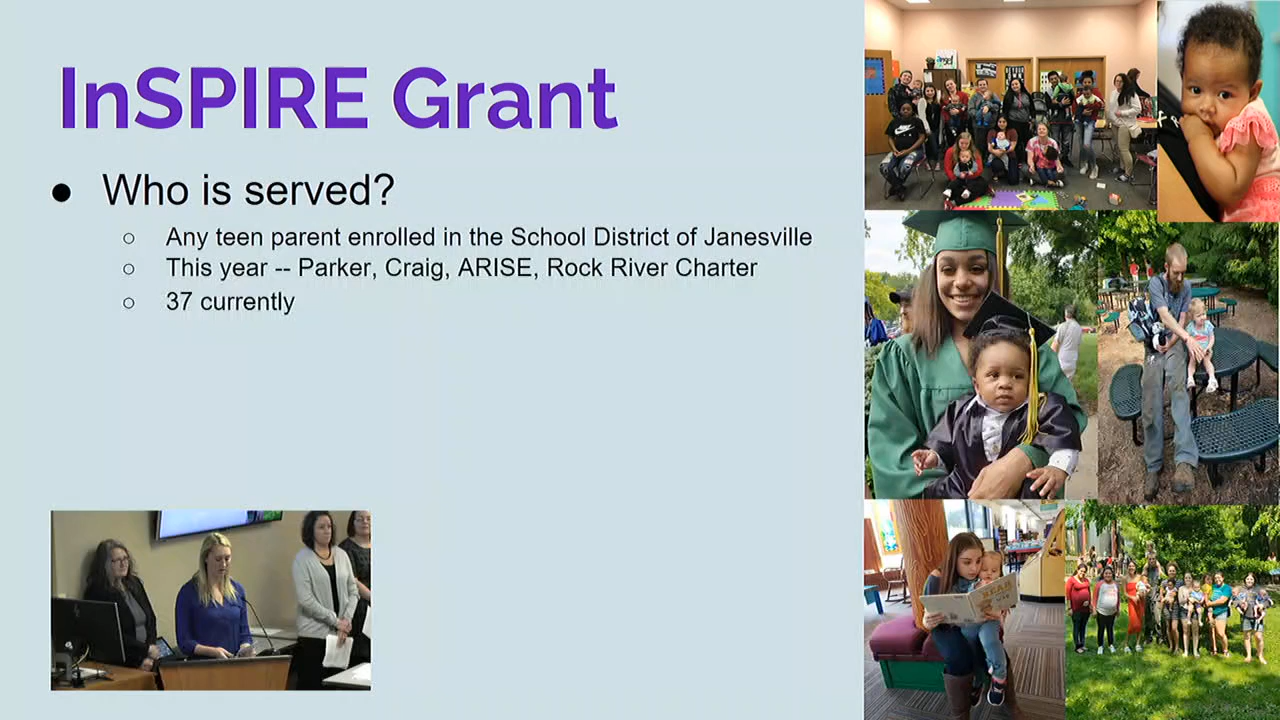 InSPIRE Grant
● Who is served?
○ Any teen parent enrolled in the School District of Janesville
○ This year -- Parker, Craig, ARISE, Rock River Charter
○ 37 currently